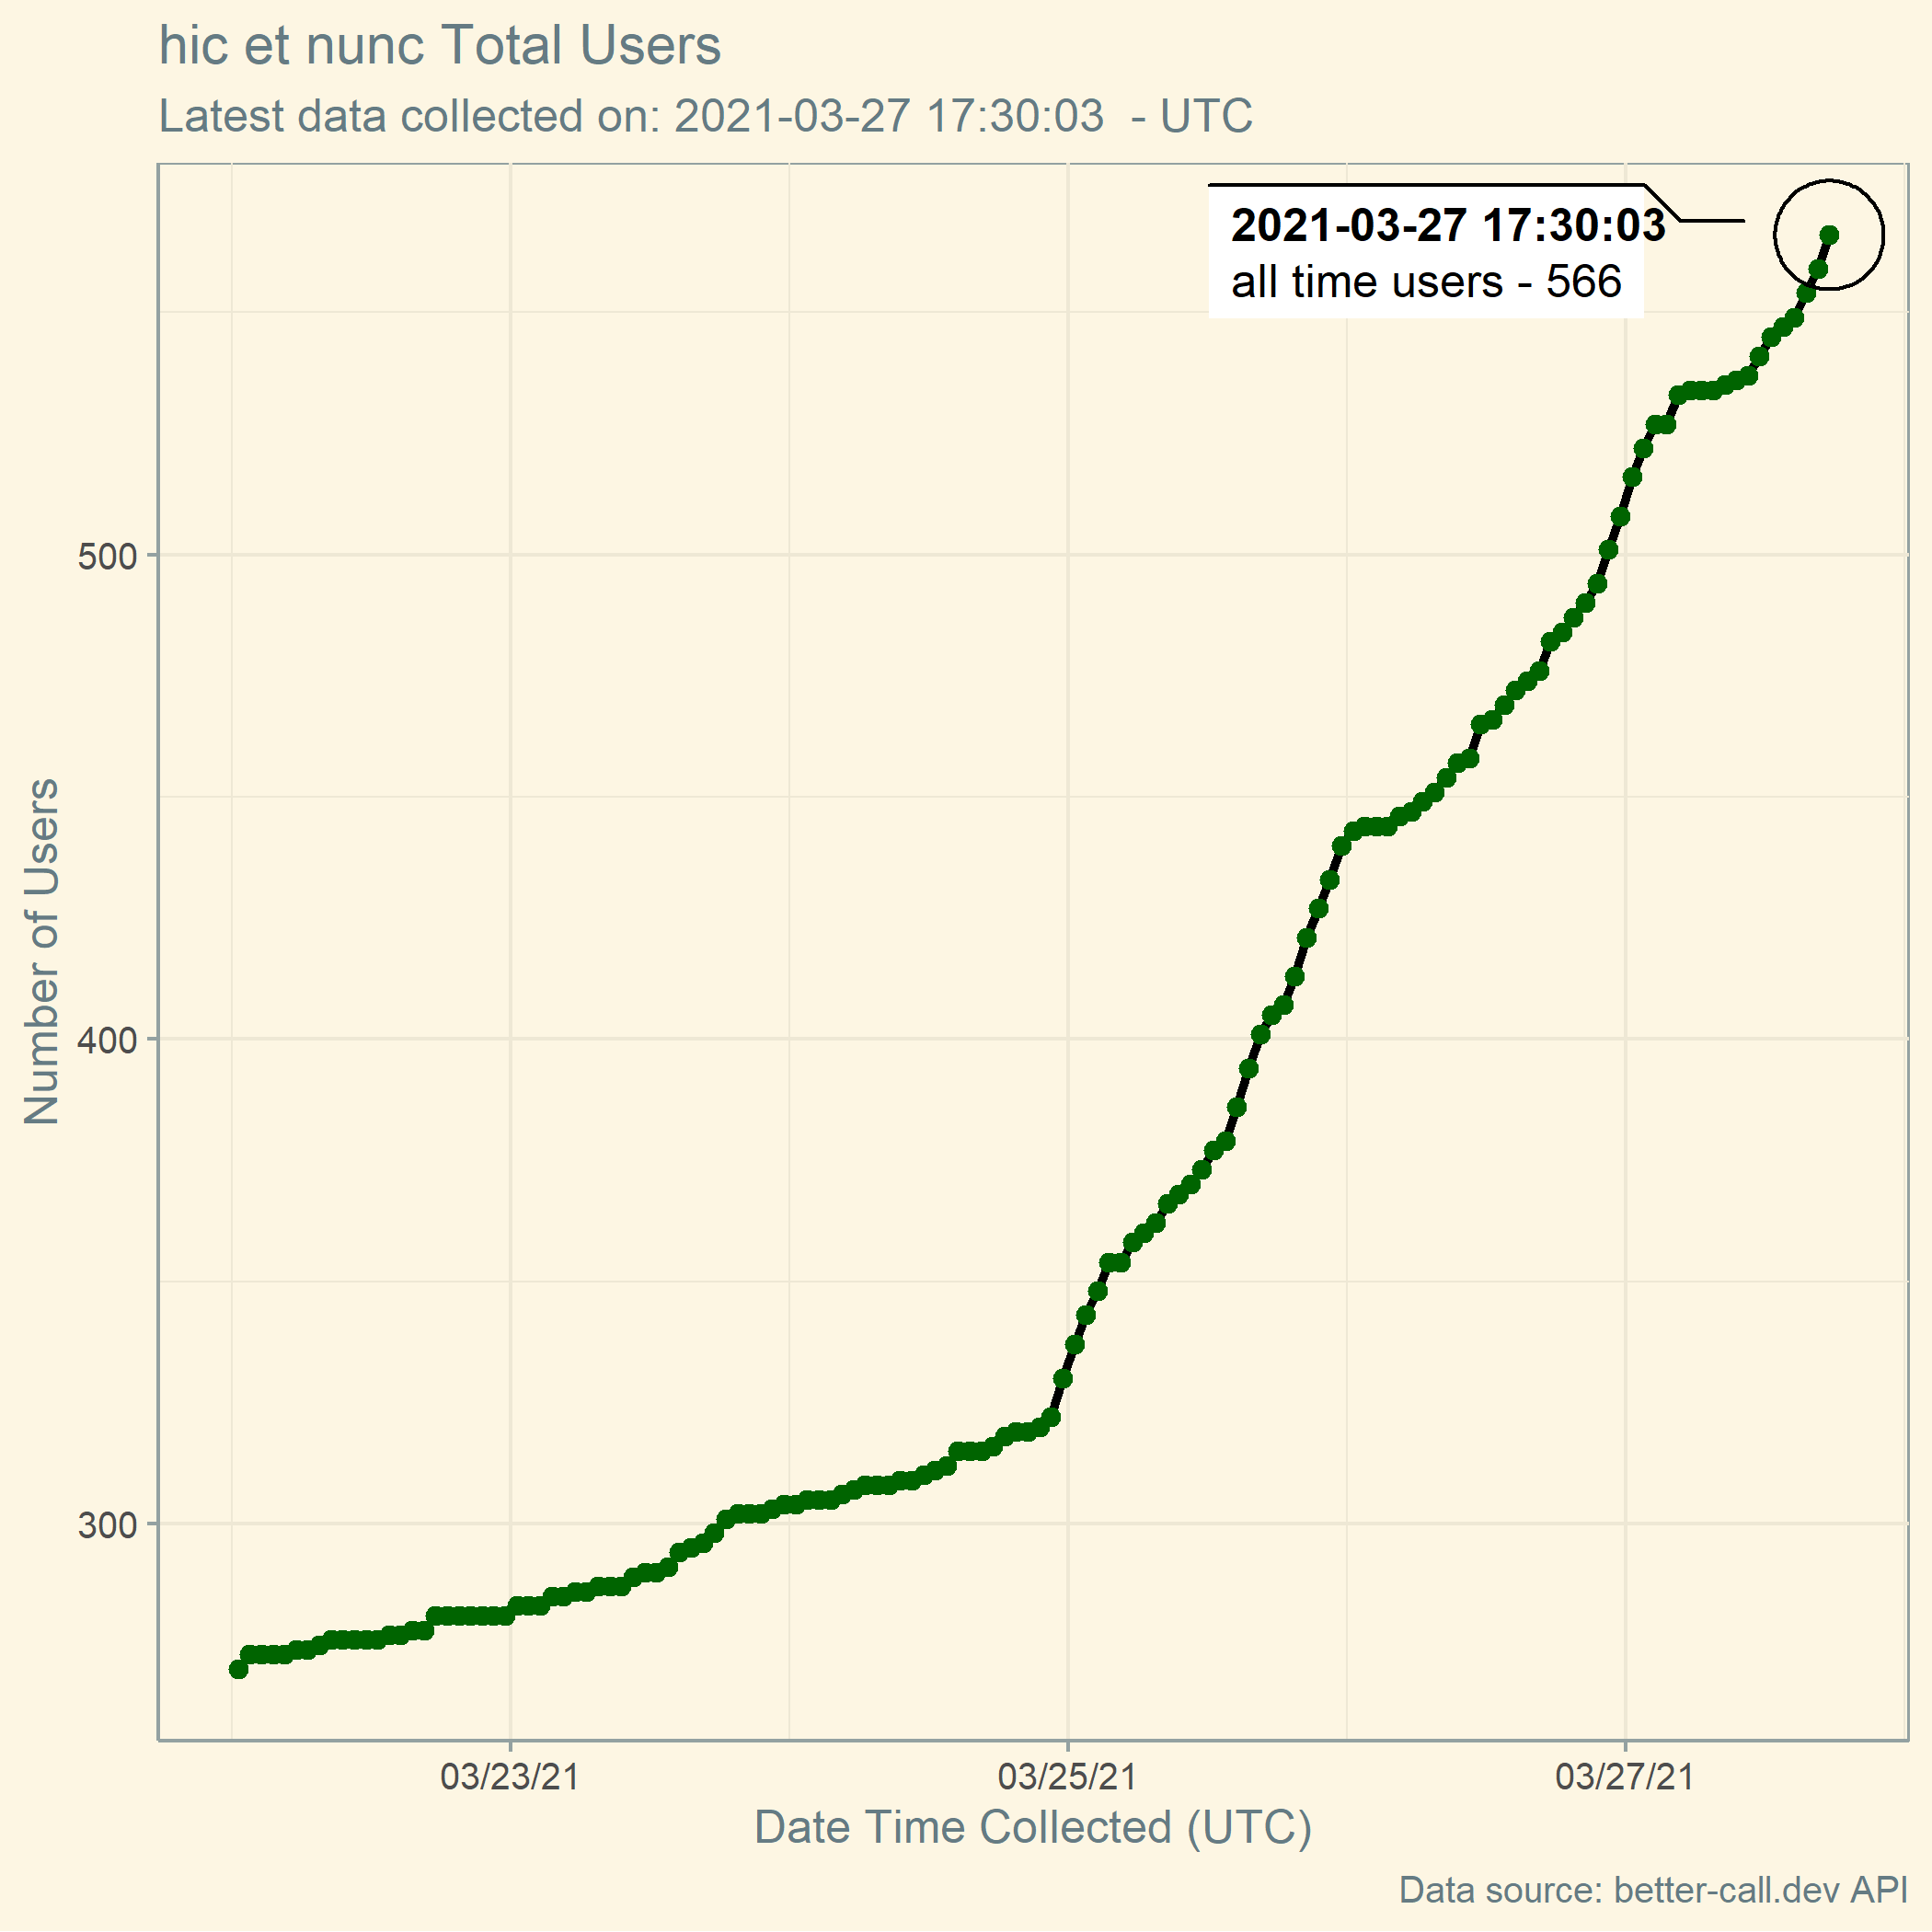 hic et nunc Total Users
Latest data collected on: 2021-03-27 17:30:03  - UTC
2021-03-27 17:30:03
all time users - 566
Number of Users
500
400
300
03/23/21
03/25/21
03/27/21
Date Time Collected (UTC)
Data source: better-call.dev API